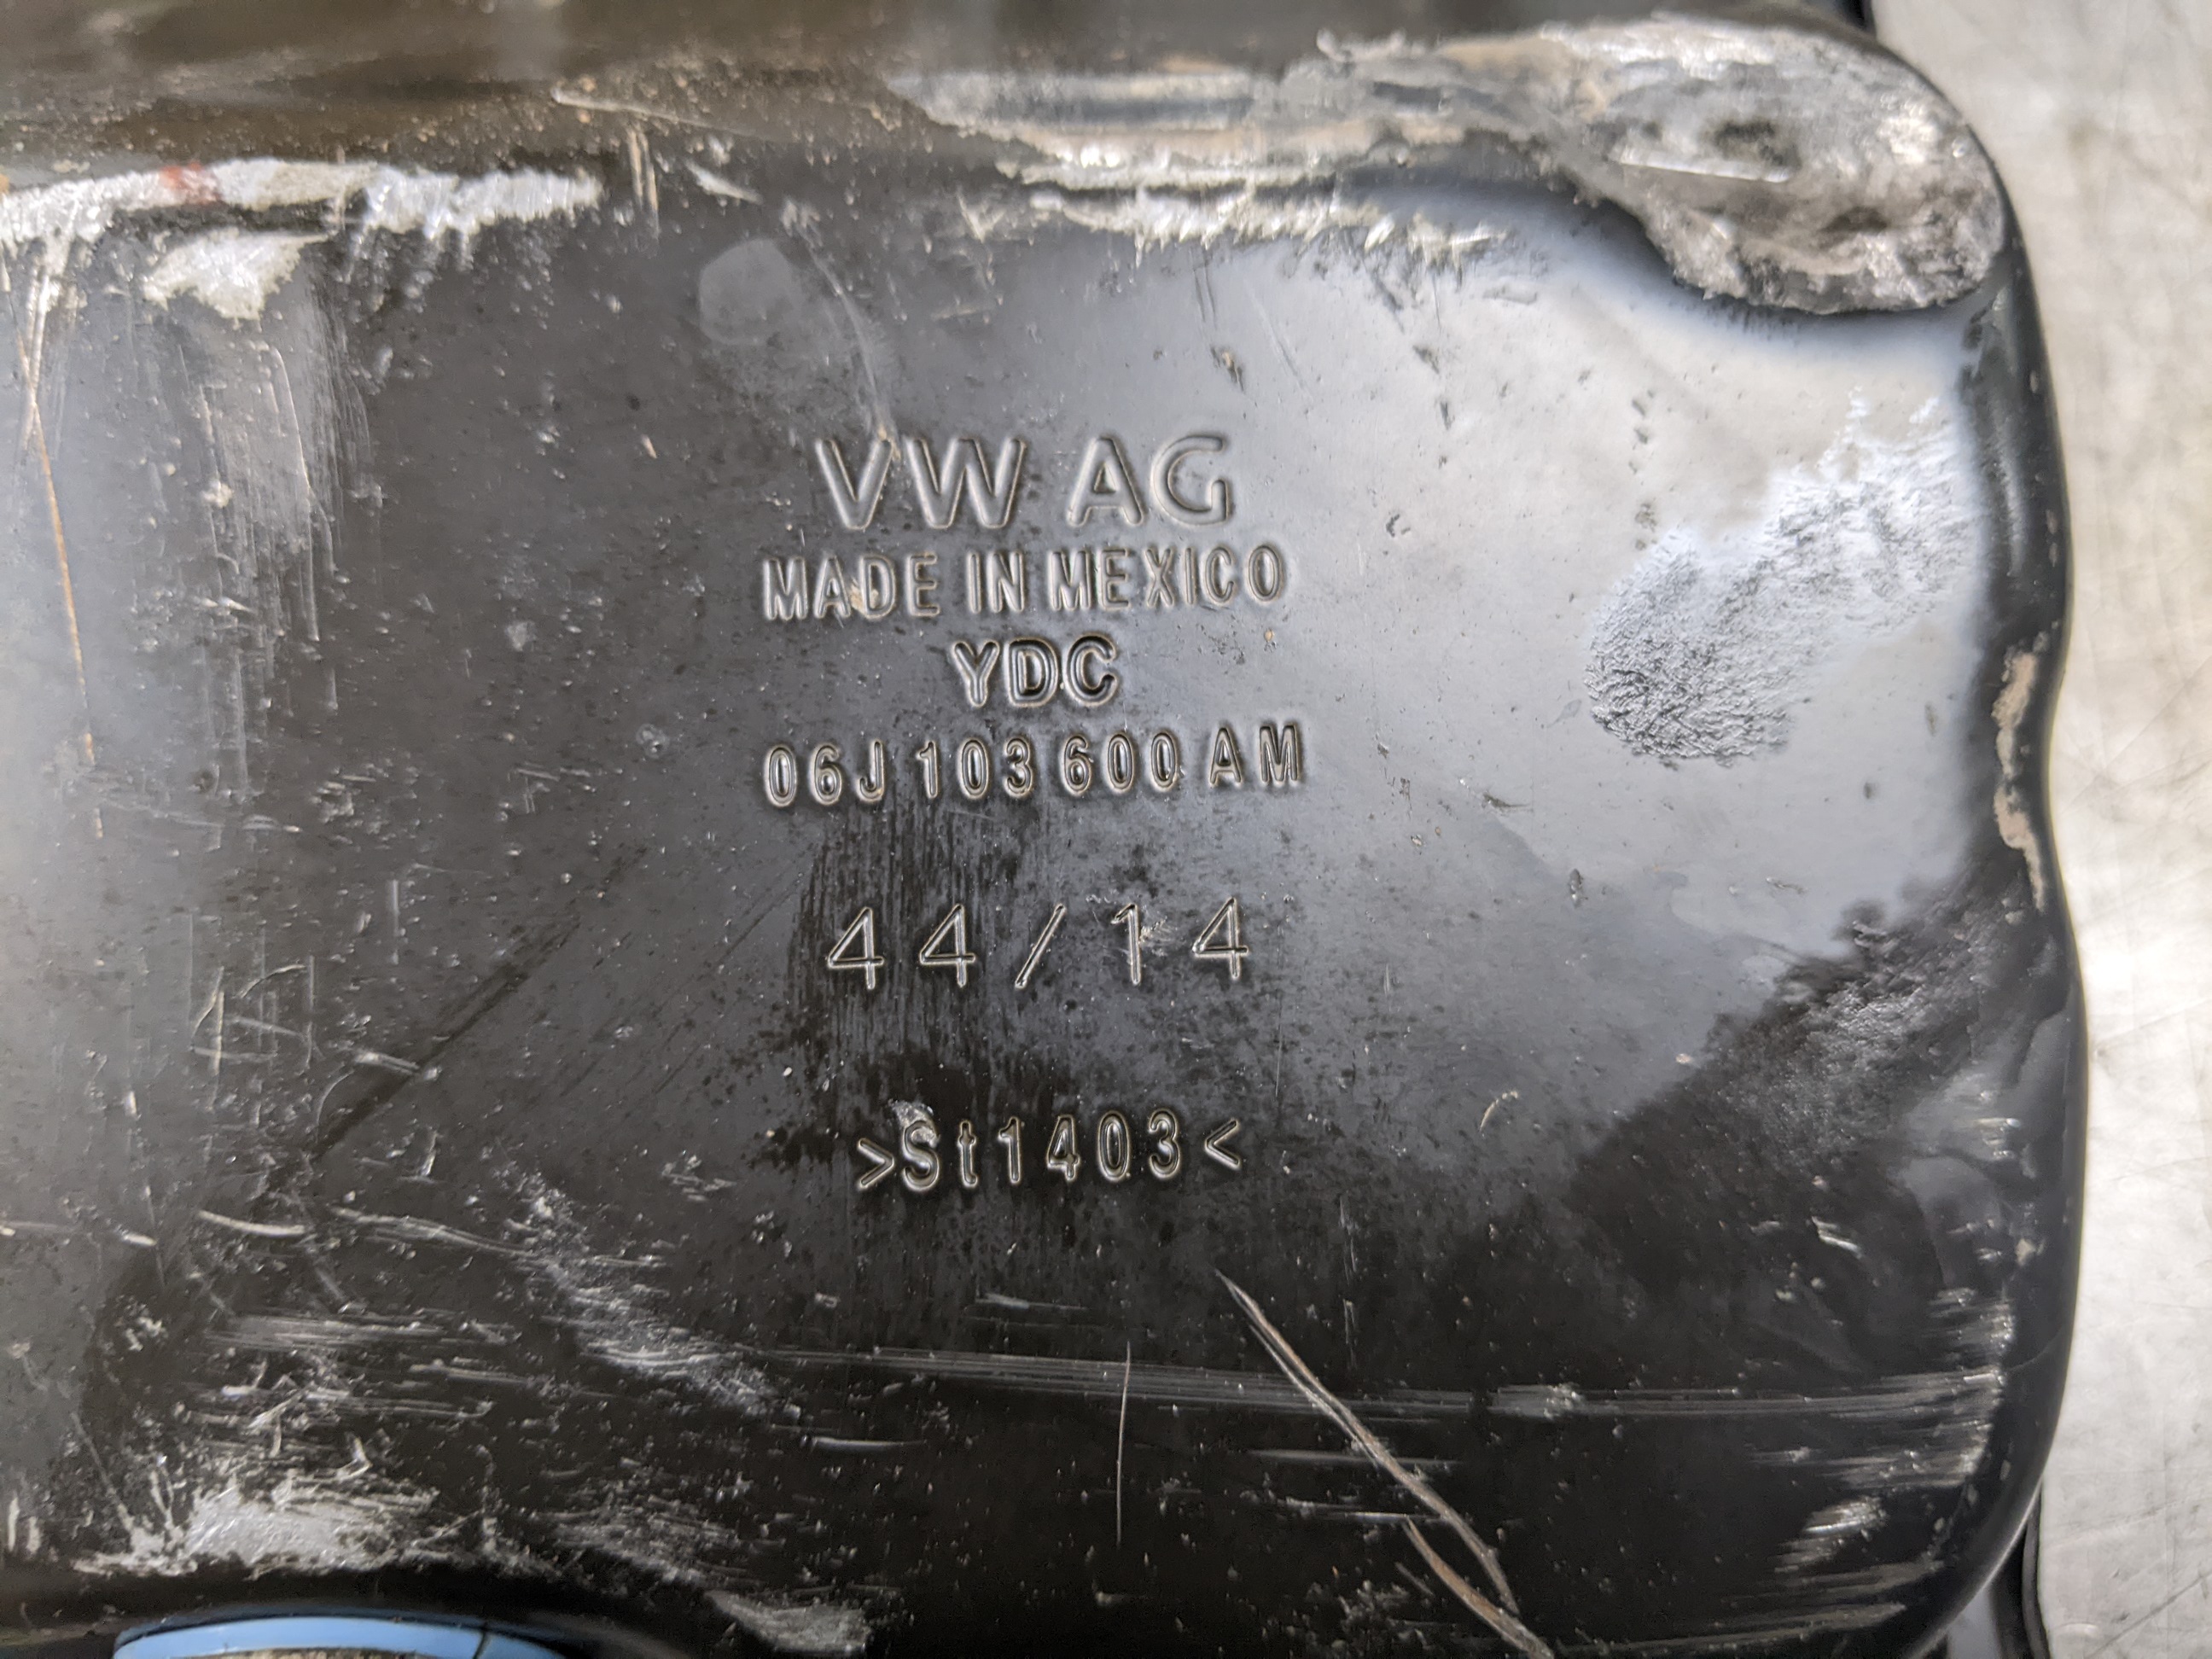 VW AG
MADE IN MEXICO
YDC
06J 103 600 AM
44/14
>St1403<